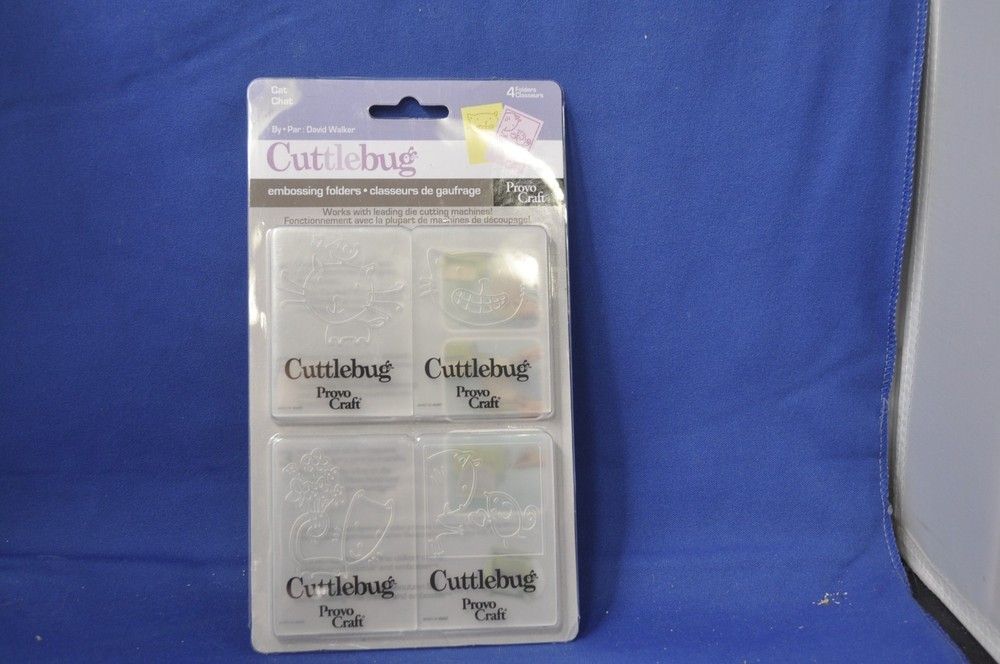 Cat
Chat
4 Folders
Classeurs
By • Par : David Walker
Cuttlebug
embossing folders • classeurs de gaufrage
Provo
Craft
Works with leading die cutting machines!
Fonctionnement avec la plupart de machines de découpage!
Cuttlebug
Provo
Craft
Cuttlebug
Provo
Craft
Cuttlebug
Provo
Craft
Cuttlebug
Provo
Craft